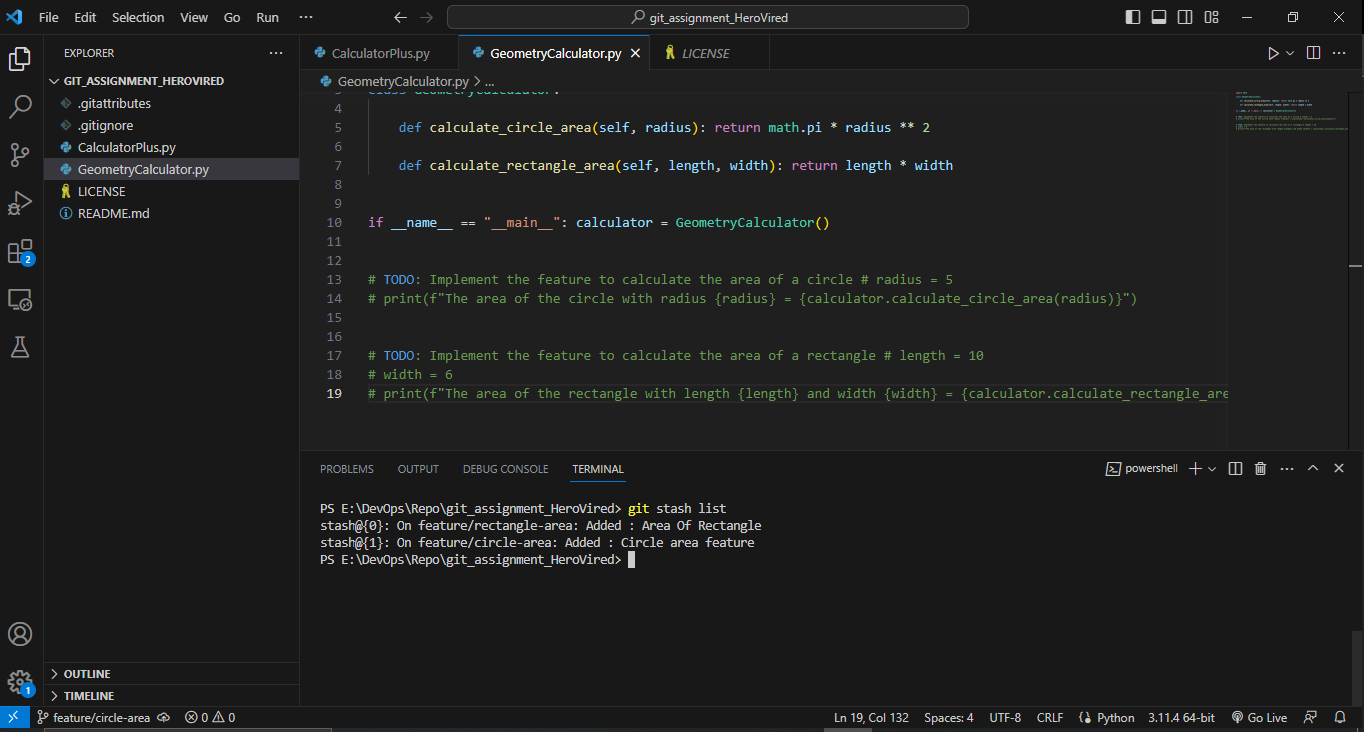 File Edit Selection View Go Run ···
git_assignment_HeroVired
EXPLORER ···
GIT_ASSIGNMENT_HEROVIRED
.gitattributes
.gitignore
CalculatorPlus.py
GeometryCalculator.py
LICENSE
README.md
OUTLINE
TIMELINE
2
1
CalculatorPlus.py GeometryCalculator.py LICENSE
GeometryCalculator.py > ...
3 class GeometryCalculator:
4
5 def calculate_circle_area(self, radius): return math.pi * radius ** 2
6
7 def calculate_rectangle_area(self, length, width): return length * width
8
9
10 if __name__ == "__main__": calculator = GeometryCalculator()
11
12
13 # TODO: Implement the feature to calculate the area of a circle # radius = 5
14 # print(f"The area of the circle with radius {radius} = {calculator.calculate_circle_area(radius)}")
15
16
17 # TODO: Implement the feature to calculate the area of a rectangle # length = 10
18 # width = 6
19 # print(f"The area of the rectangle with length {length} and width {width} = {calculator.calculate_rectangle_are
PROBLEMS OUTPUT DEBUG CONSOLE TERMINAL powershell
PS E:\DevOps\Repo\git_assignment_HeroVired> git stash list
stash@{0}: On feature/rectangle-area: Added : Area Of Rectangle
stash@{1}: On feature/circle-area: Added : Circle area feature
PS E:\DevOps\Repo\git_assignment_HeroVired>
feature/circle-area 0 0 Ln 19, Col 132 Spaces: 4 UTF-8 CRLF Python 3.11.4 64-bit Go Live